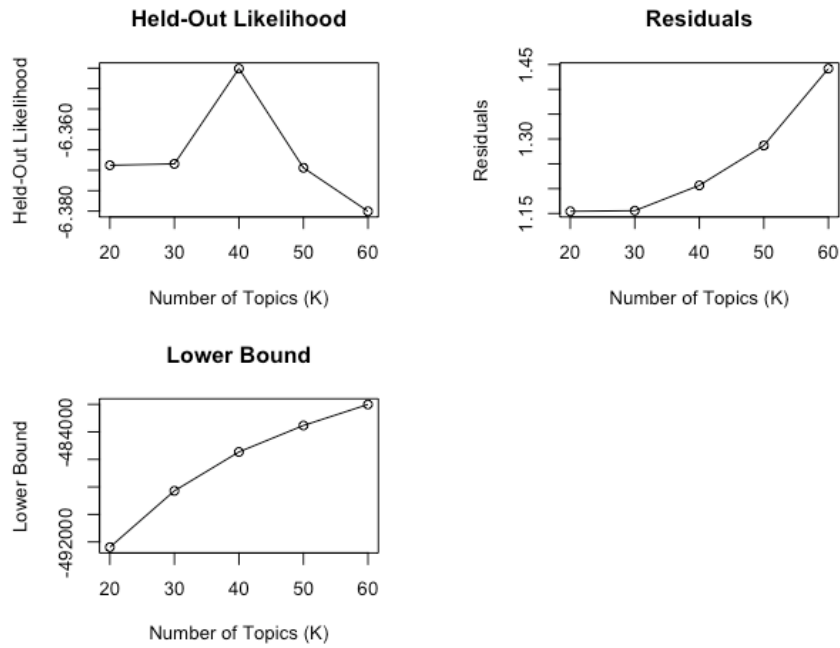 Held-Out Likelihood
Held-Out Likelihood
-6.360
-6.380
20 30 40 50 60
Number of Topics (K)
Residuals
Residuals
1.45
1.30
1.15
20 30 40 50 60
Number of Topics (K)
Lower Bound
Lower Bound
-484000
-492000
20 30 40 50 60
Number of Topics (K)